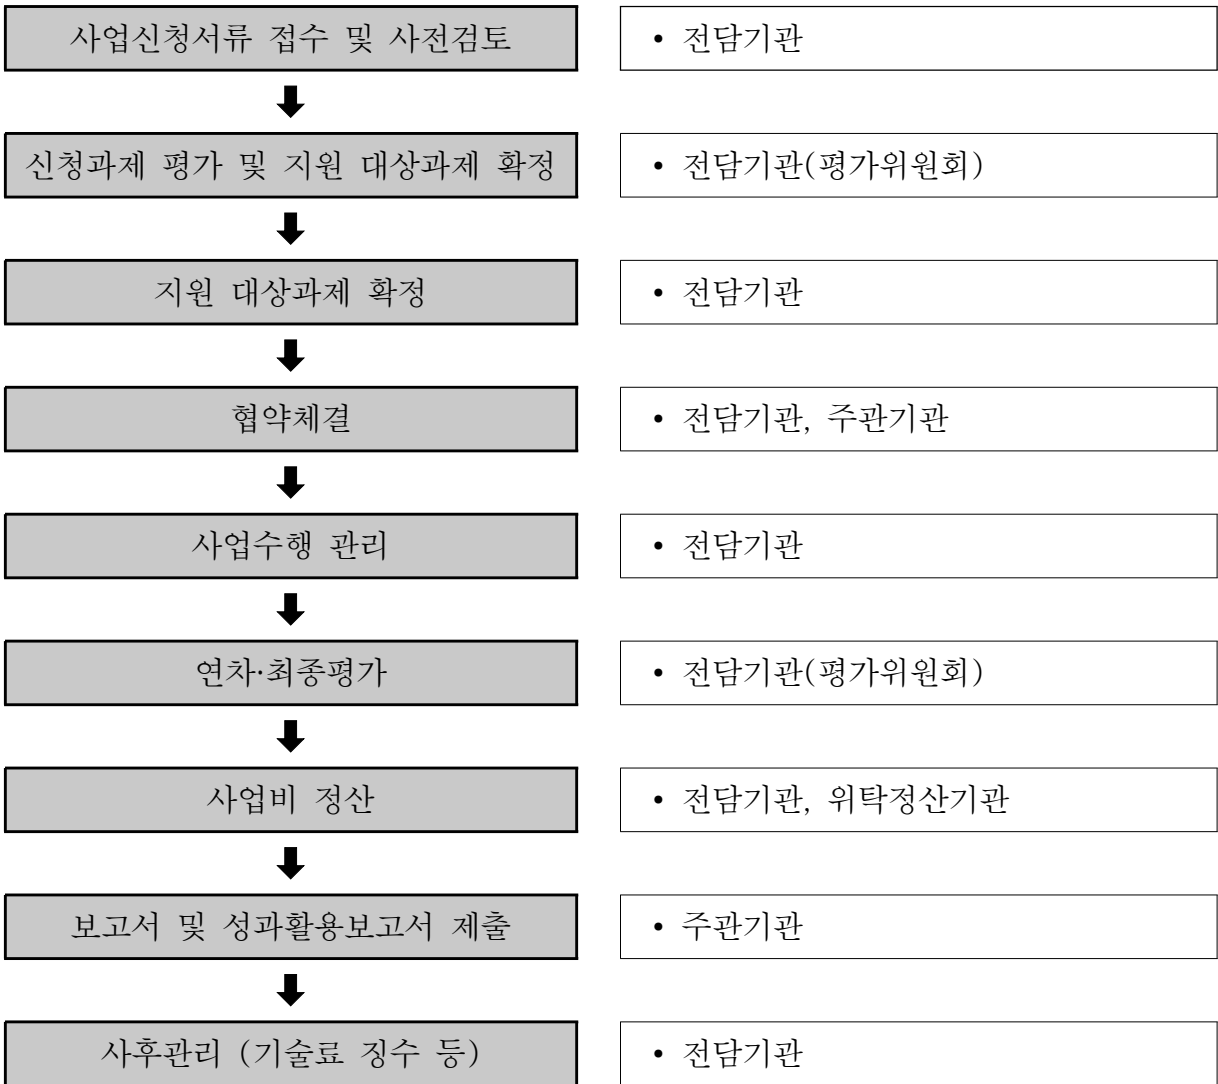 사업신청서류 접수 및 사전검토
• 전담기관
신청과제 평가 및 지원 대상과제 확정
• 전담기관(평가위원회)
지원 대상과제 확정
• 전담기관
협약체결
• 전담기관, 주관기관
사업수행 관리
• 전담기관
연차·최종평가
• 전담기관(평가위원회)
사업비 정산
• 전담기관, 위탁정산기관
보고서 및 성과활용보고서 제출
• 주관기관
사후관리 (기술료 징수 등)
• 전담기관